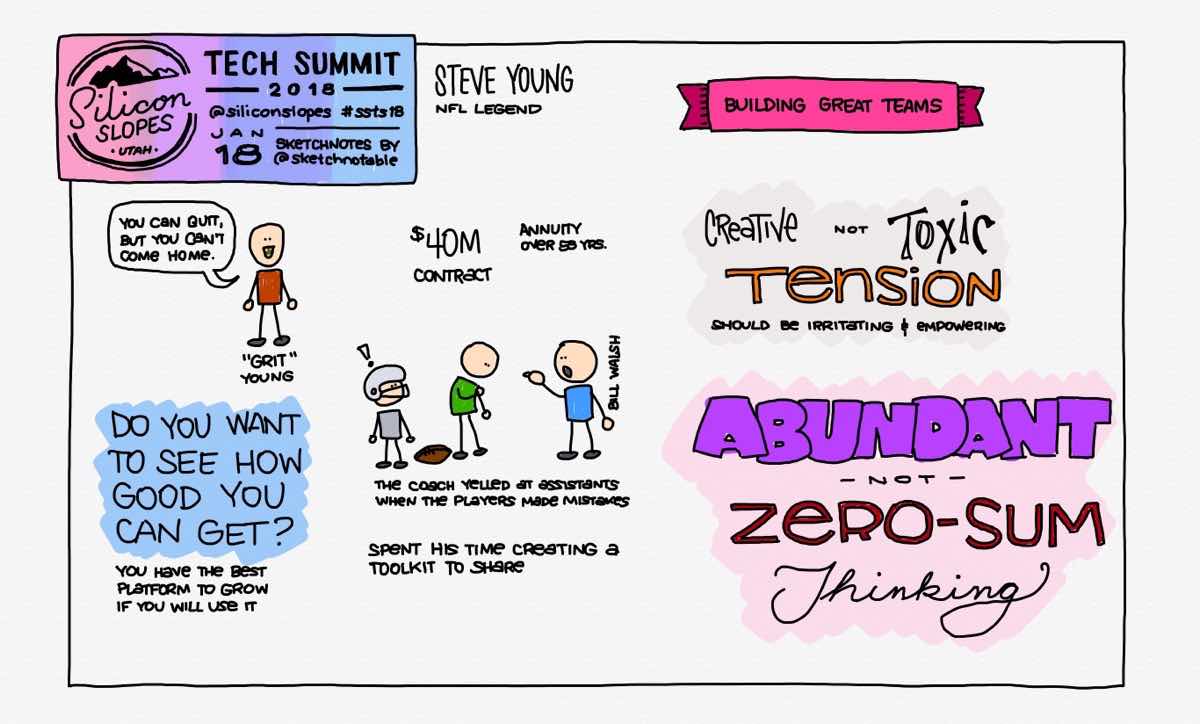 Silicon
SLOPES
• UTAH •
TECH SUMMIT
2018
@siliconslopes #ssts18
JAN
18
SKETCHNOTES BY
@sketchnotable
STEVE YOUNG
NFL LEGEND
YOU CAN QUIT,
BUT YOU CAN'T
COME HOME.
"GRIT"
YOUNG
DO YOU WANT
TO SEE HOW
GOOD YOU
CAN GET?
YOU HAVE THE BEST
PLATFORM TO GROW
IF YOU WILL USE IT
$40M
CONTRACT
ANNUITY
OVER YRS.
!
BILL WALSH
THE COACH YELLED AT ASSISTANTS
WHEN THE PLAYERS MADE MISTAKES
SPENT HIS TIME CREATING A
TOOLKIT TO SHARE
BUILDING GREAT TEAMS
CREATIVE NOT TOXIC
TENSION
SHOULD BE IRRITATING & EMPOWERING
ABUNDANT
- NOT -
ZERO-SUM
Thinking